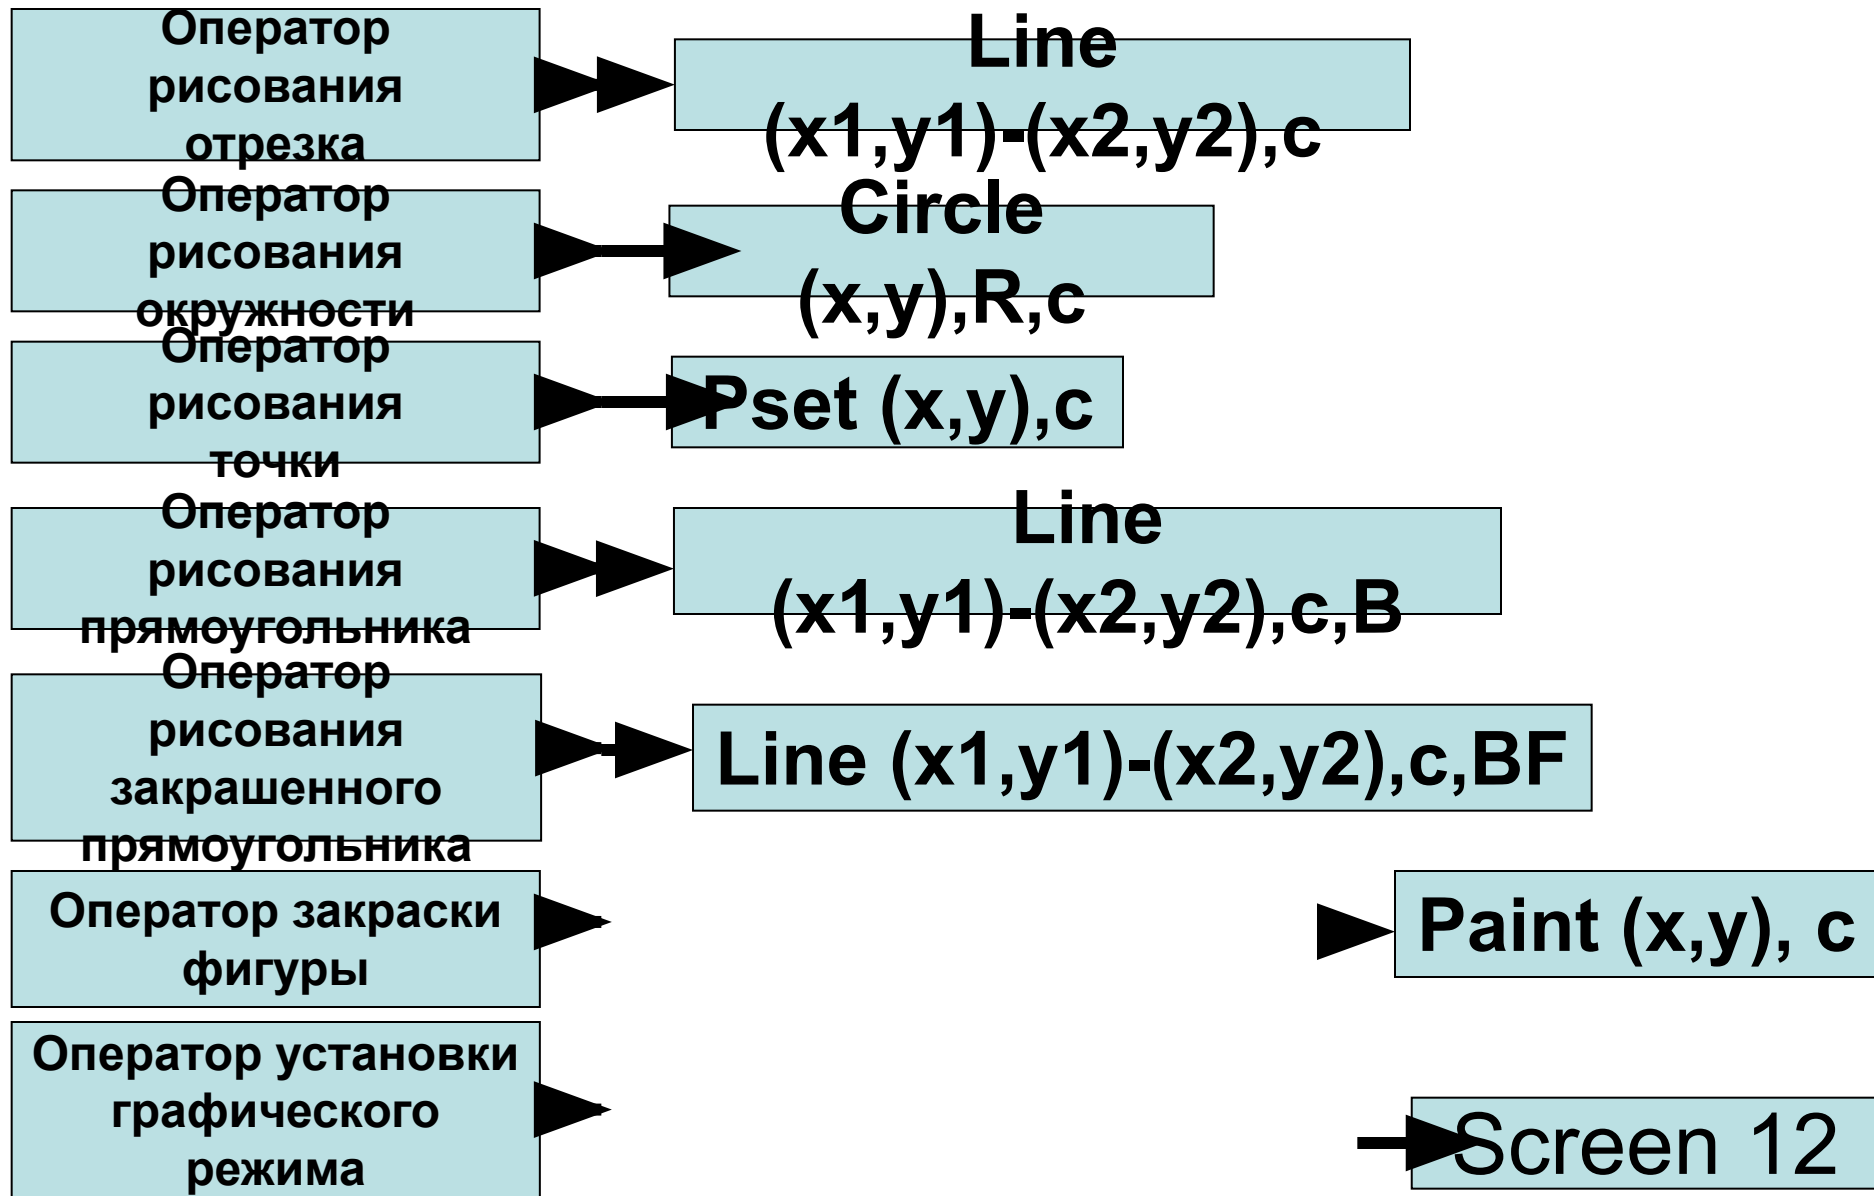 Оператор
рисования
отрезка
Line
(x1,y1)-(x2,y2),c
Оператор
рисования
окружности
Circle
(x,y),R,c
Оператор
рисования
точки
Pset (x,y),c
Оператор
рисования
прямоугольника
Line
(x1,y1)-(x2,y2),c,B
Оператор
рисования
закрашенного
прямоугольника
Line (x1,y1)-(x2,y2),c,BF
Оператор закраски
фигуры
Paint (x,y), c
Оператор установки
графического
режима
Screen 12